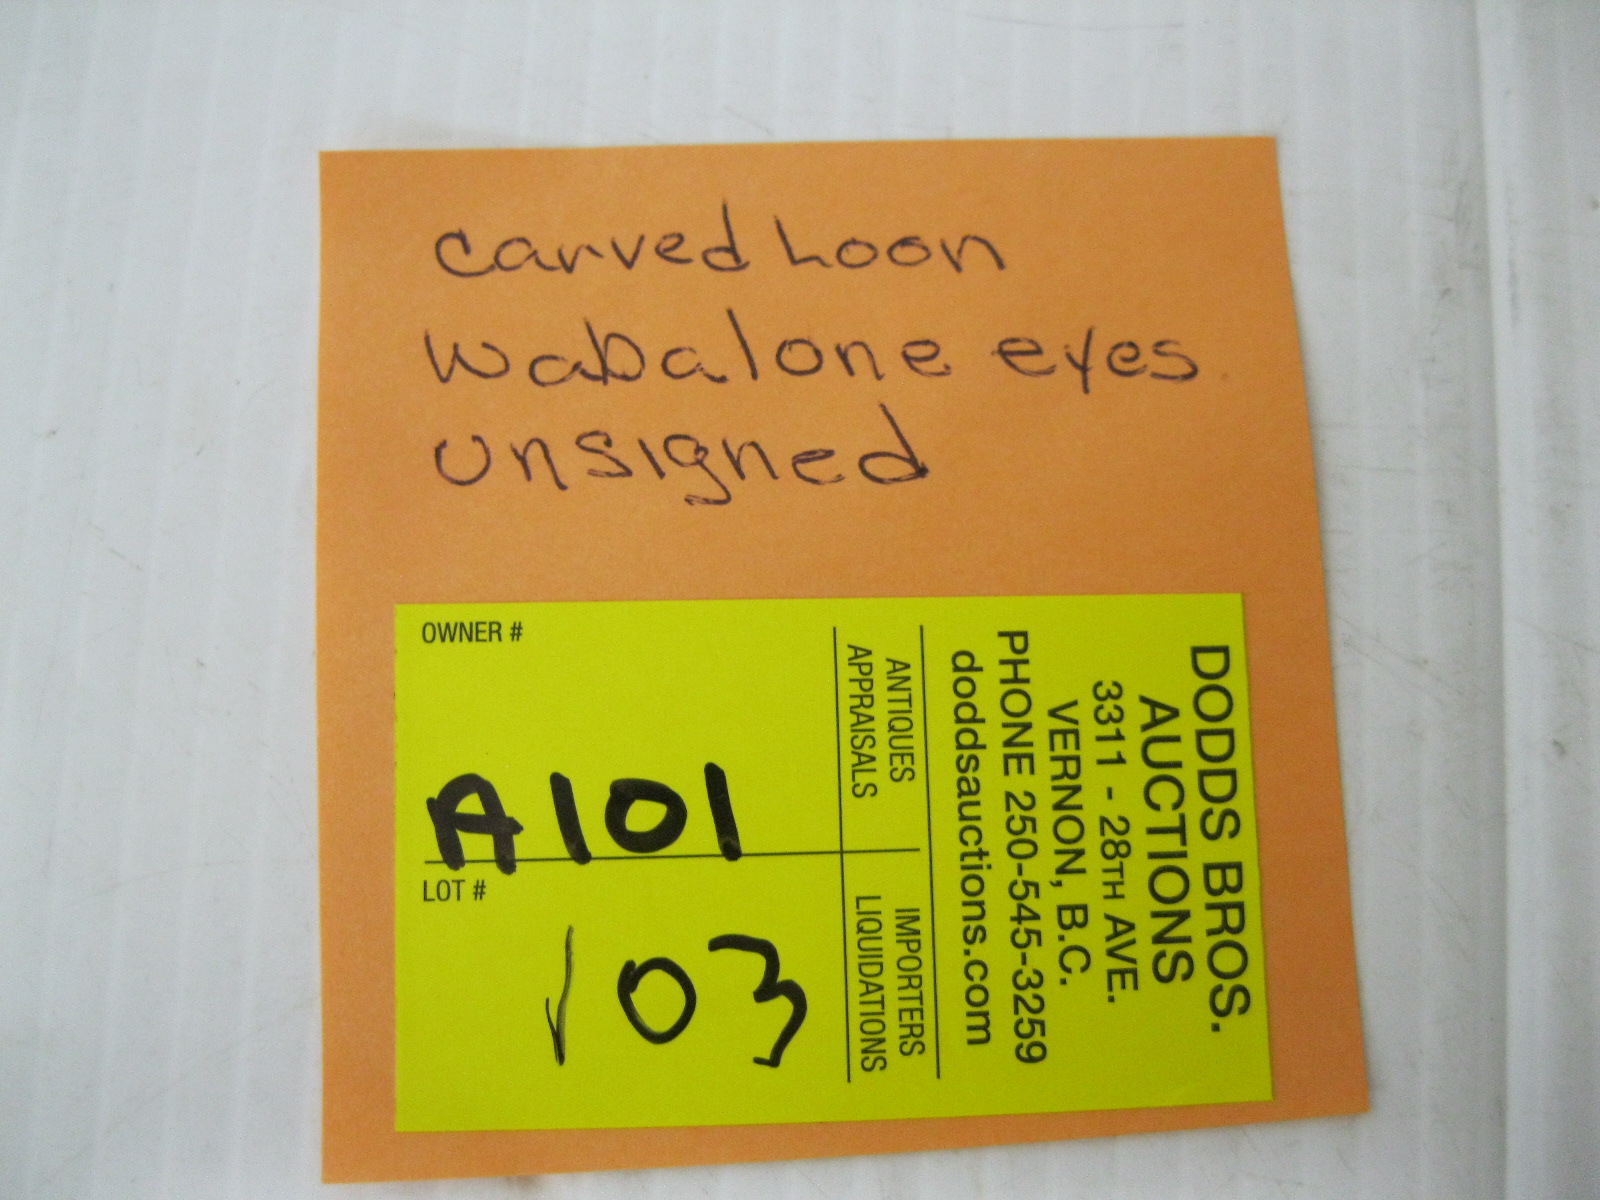 carved Loon
w abalone eyes
unsigned
OWNER #
A101
LOT #
103
ANTIQUES
APPRAISALS
IMPORTERS
LIQUIDATIONS
DODDS BROS.
AUCTIONS
3311 - 28TH AVE.
VERNON, B.C.
PHONE 250-545-3259
doddsauctions.com